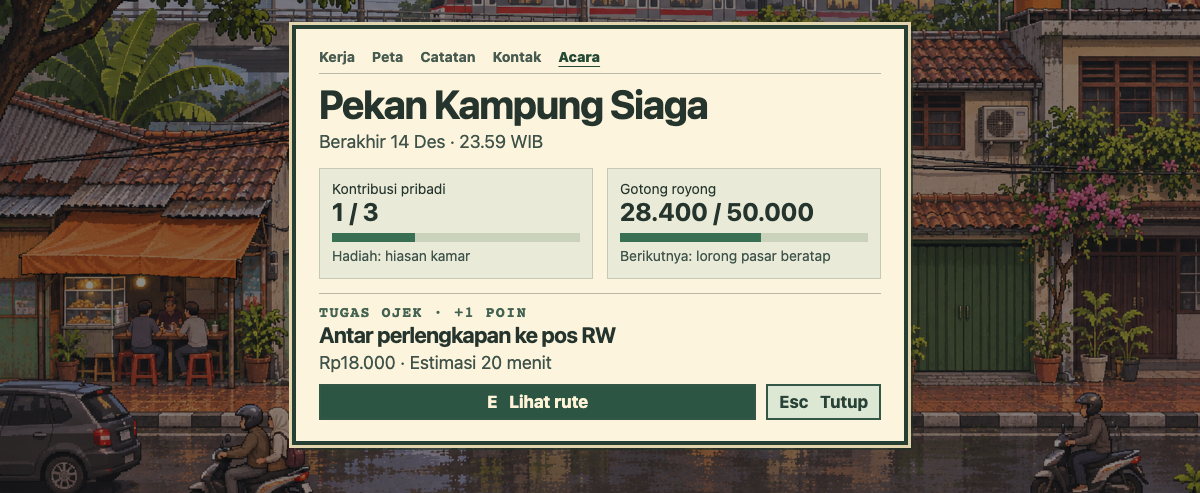 Kerja Peta Catatan Kontak Acara
Pekan Kampung Siaga
Berakhir 14 Des · 23.59 WIB
Kontribusi pribadi
1 / 3
Hadiah: hiasan kamar
Gotong royong
28.400 / 50.000
Berikutnya: lorong pasar beratap
TUGAS OJEK · +1 POIN
Antar perlengkapan ke pos RW
Rp18.000 · Estimasi 20 menit
E Lihat rute
Esc Tutup